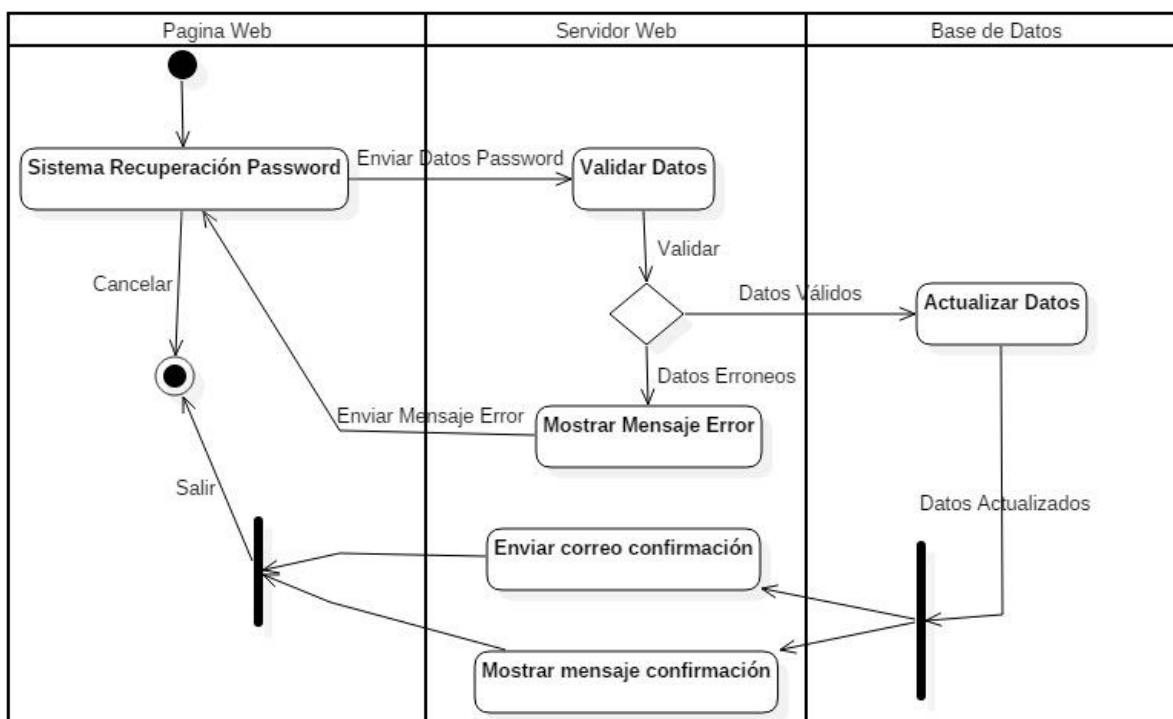 Pagina Web
Servidor Web
Base de Datos
Sistema Recuperación Password
Enviar Datos Password
Validar Datos
Validar
Cancelar
Datos Válidos
Actualizar Datos
Datos Erroneos
Enviar Mensaje Error
Mostrar Mensaje Error
Salir
Datos Actualizados
Enviar correo confirmación
Mostrar mensaje confirmación